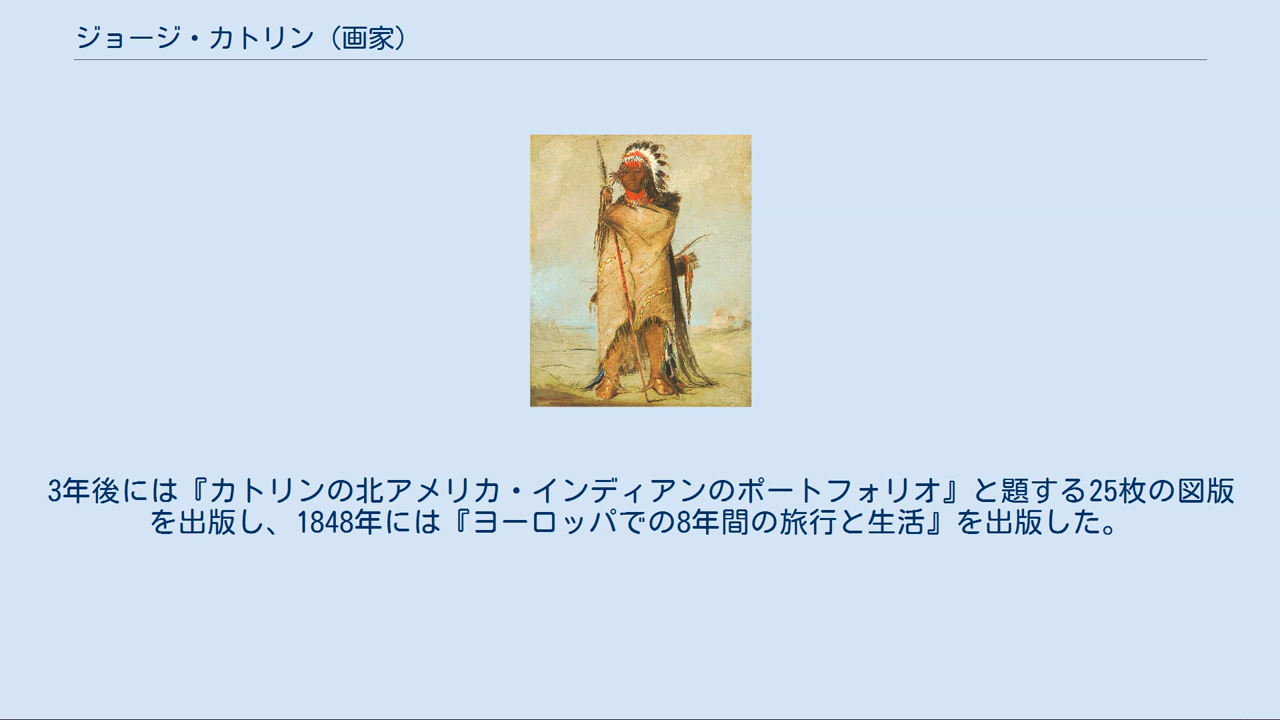 ジョージ・カトリン（画家）
3年後には『カトリンの北アメリカ・インディアンのポートフォリオ』と題する25枚の図版
を出版し、1848年には『ヨーロッパでの8年間の旅行と生活』を出版した。